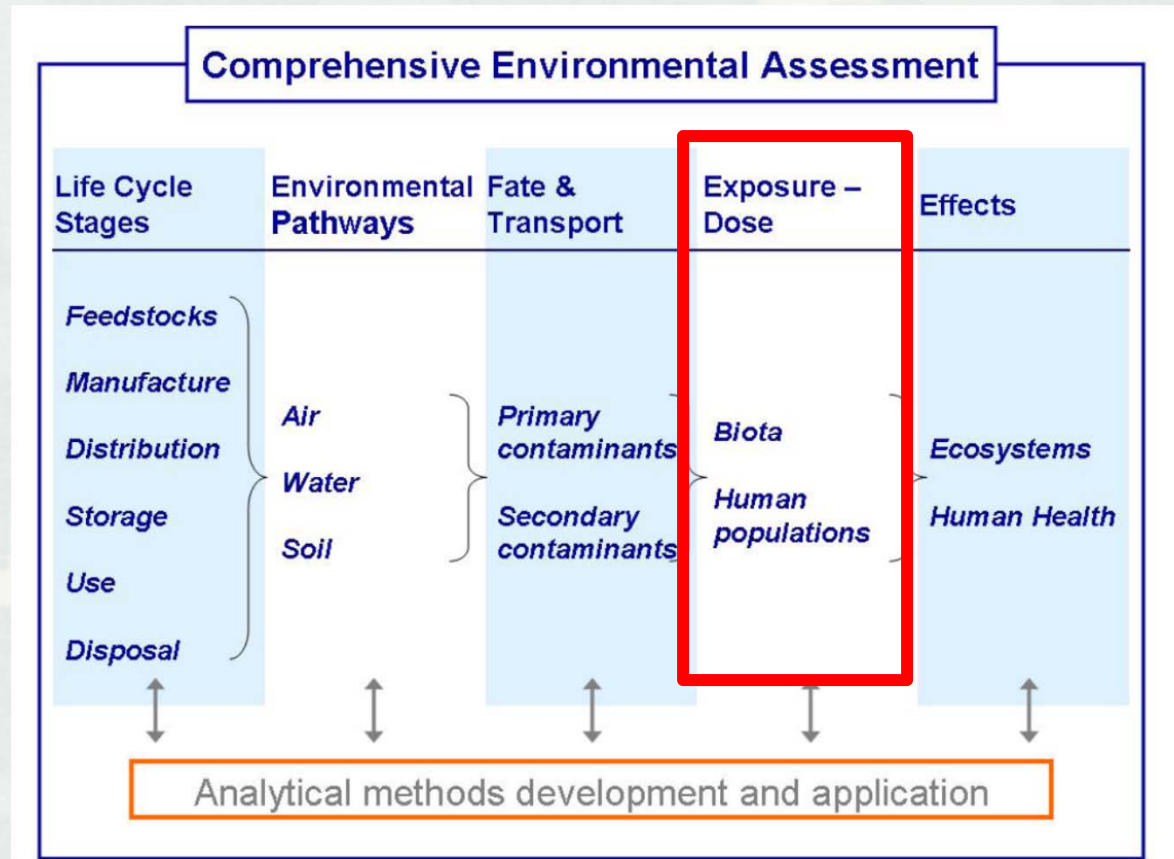 Comprehensive Environmental Assessment
Life Cycle
Stages
Environmental
Pathways
Fate &
Transport
Exposure –
Dose
Effects
Feedstocks
Manufacture
Distribution
Storage
Use
Disposal
Air
Water
Soil
Primary
contaminants
Secondary
contaminants
Biota
Human
populations
Ecosystems
Human Health
Analytical methods development and application